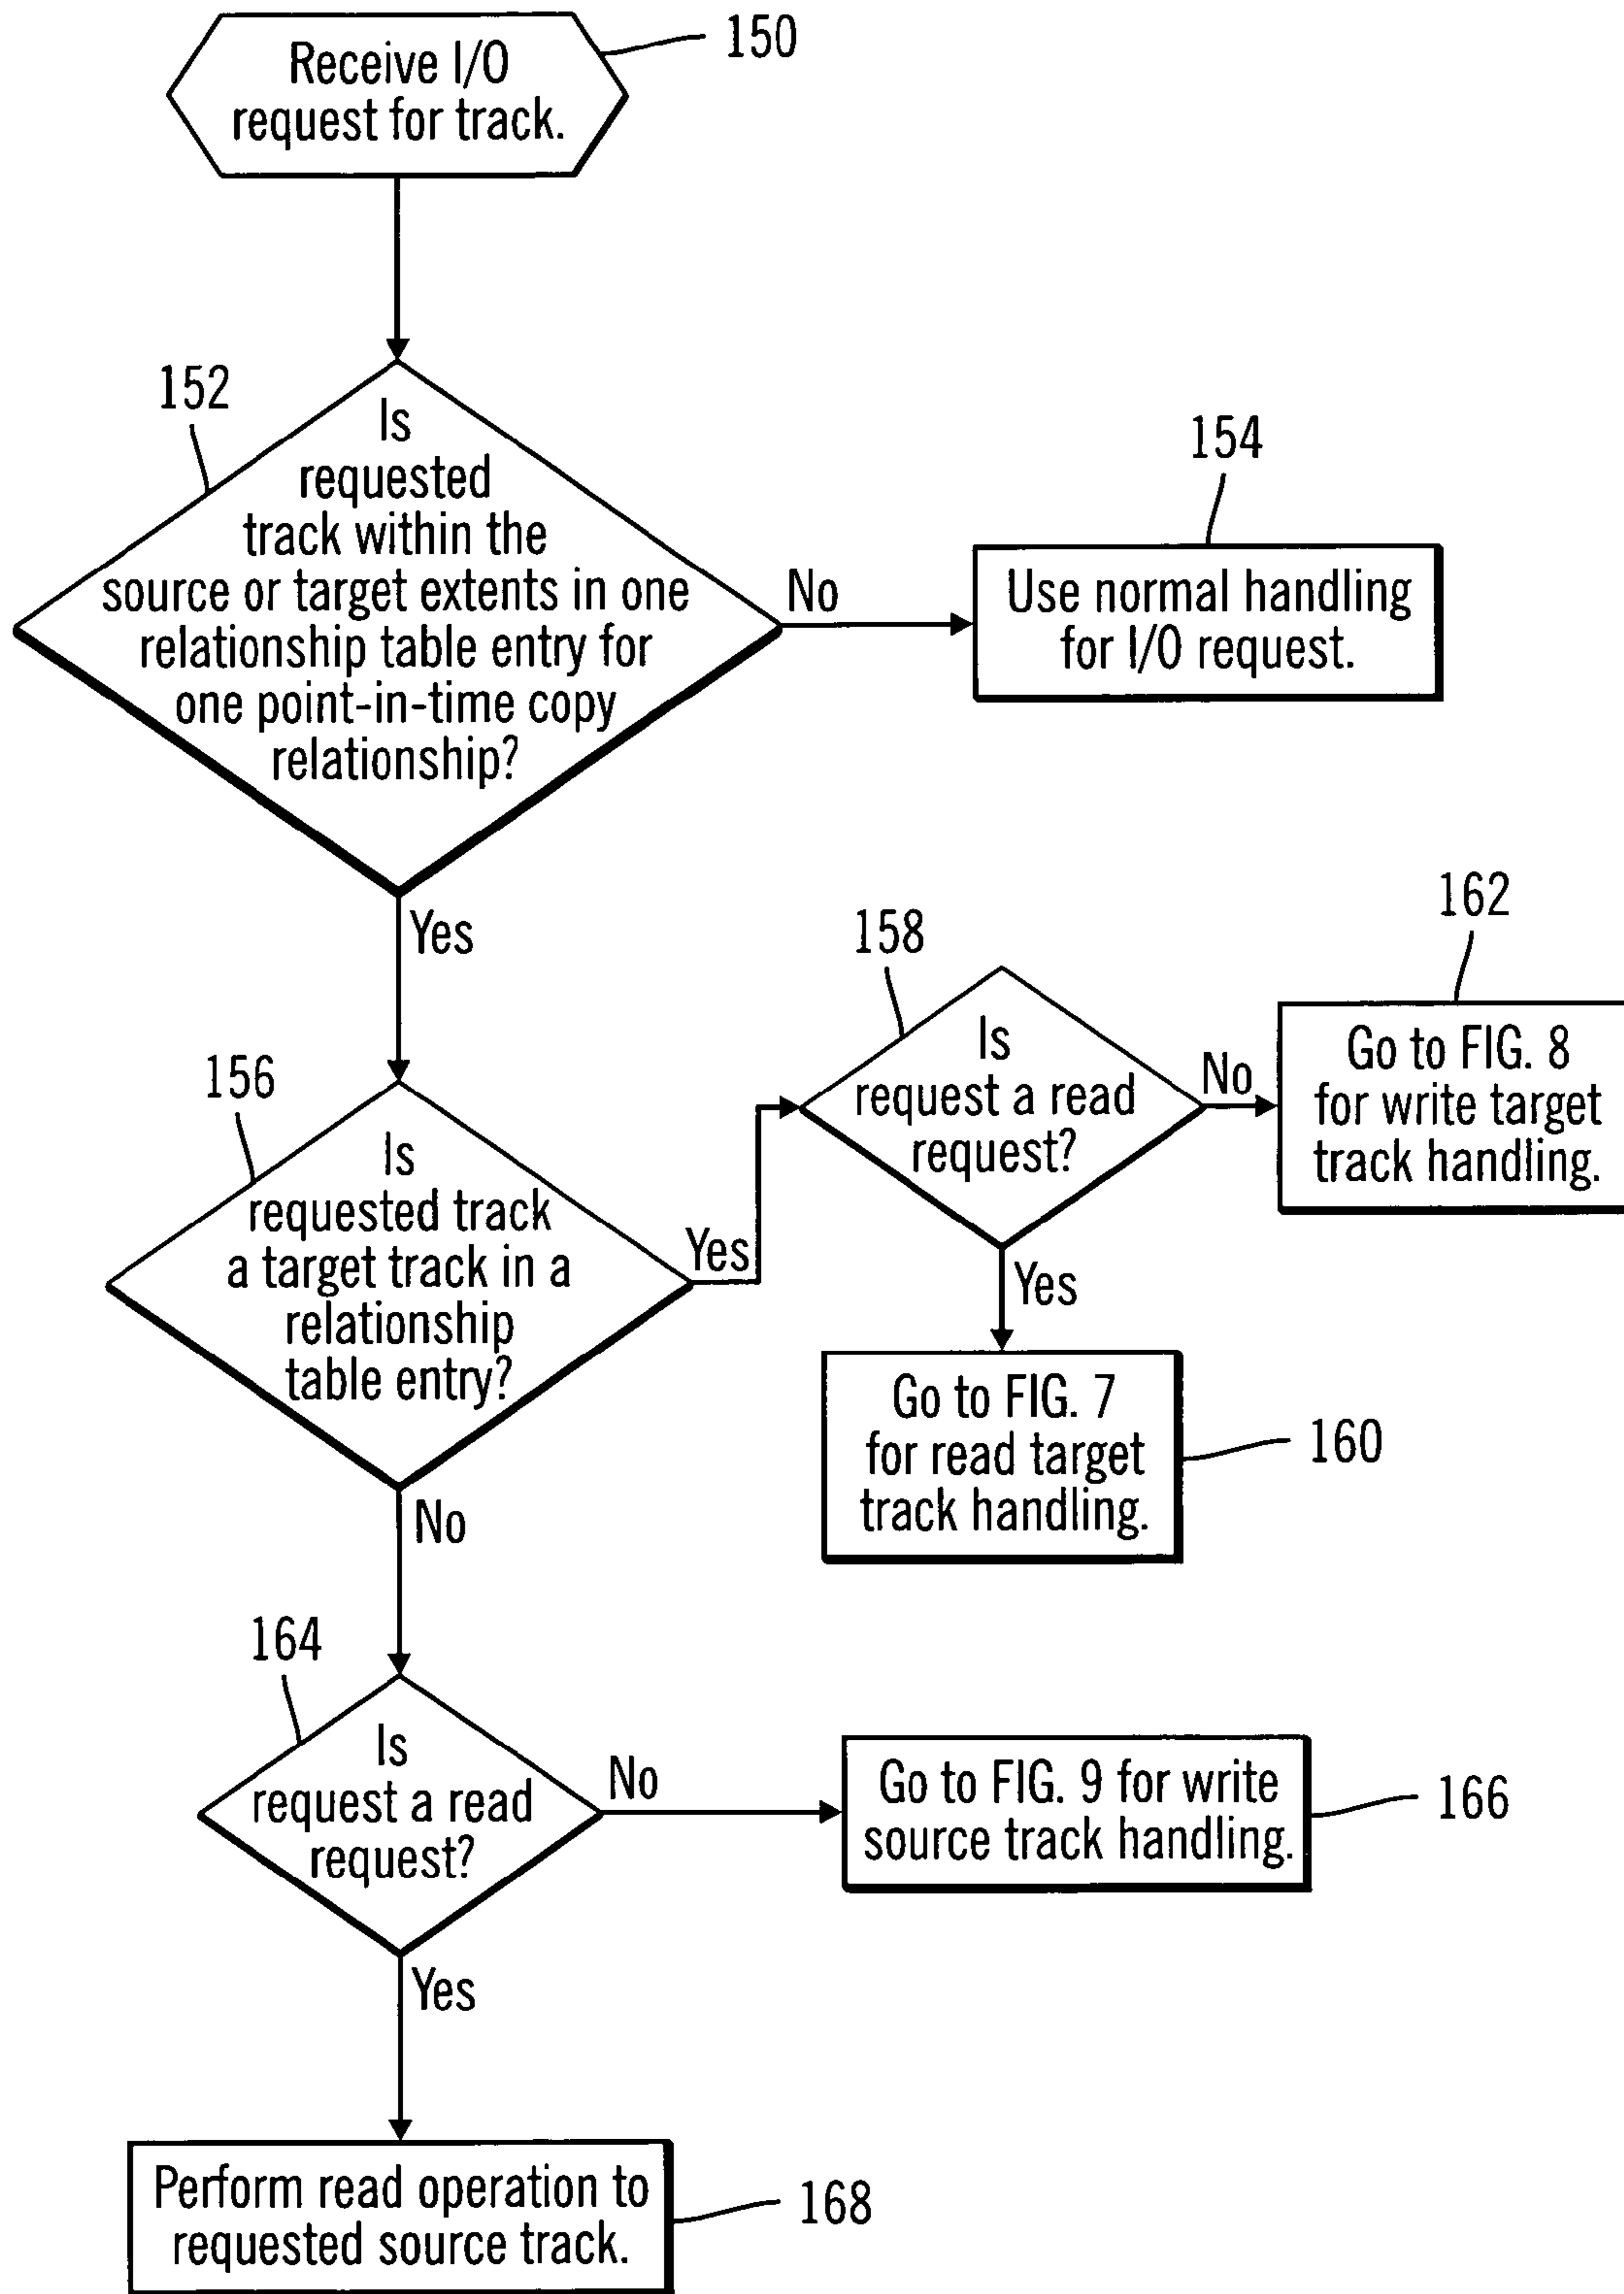 Receive I/O
request for track.
150
152
Is
requested
track within the
source or target extents in one
relationship table entry for
one point-in-time copy
relationship?
No
154
Use normal handling
for I/O request.
Yes
156
Is
requested track
a target track in a
relationship
table entry?
Yes
158
Is
request a read
request?
No
162
Go to FIG. 8
for write target
track handling.
Yes
Go to FIG. 7
for read target
track handling.
160
No
164
Is
request a read
request?
No
Go to FIG. 9 for write
source track handling.
166
Yes
Perform read operation to
requested source track.
168